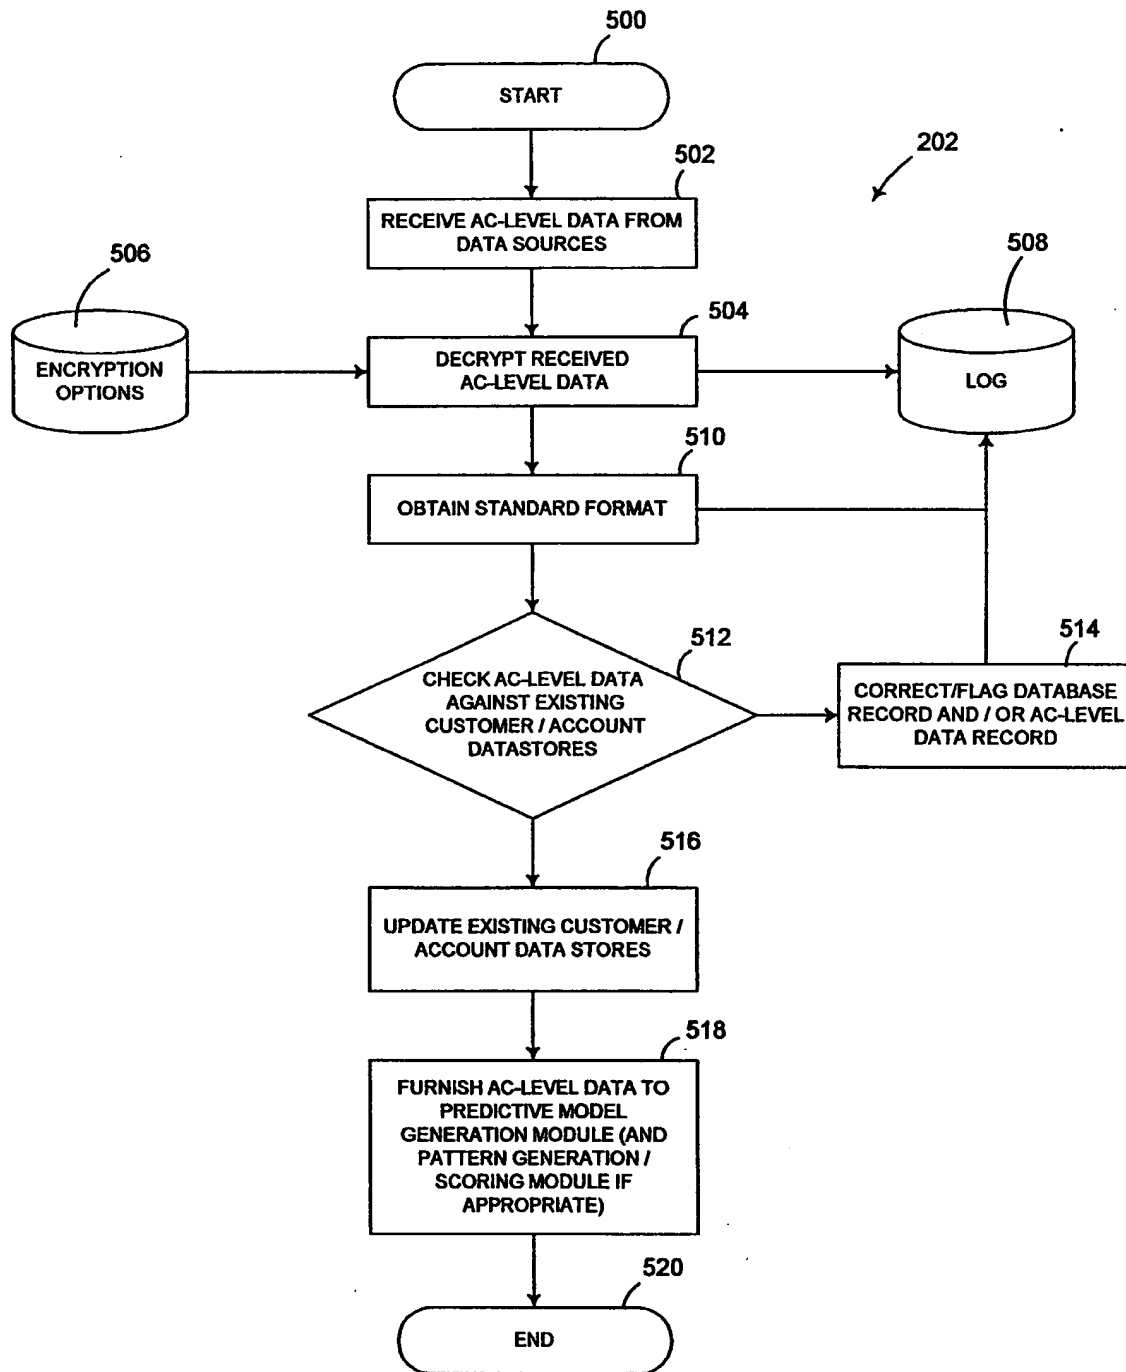 500
START
202
502
RECEIVE AC-LEVEL DATA FROM
DATA SOURCES
506
508
504
ENCRYPTION
OPTIONS
DECRYPT RECEIVED
AC-LEVEL DATA
LOG
510
OBTAIN STANDARD FORMAT
512
CHECK AC-LEVEL DATA
AGAINST EXISTING
CUSTOMER / ACCOUNT
DATASTORES
514
CORRECT/FLAG DATABASE
RECORD AND / OR AC-LEVEL
DATA RECORD
516
UPDATE EXISTING CUSTOMER /
ACCOUNT DATA STORES
518
FURNISH AC-LEVEL DATA TO
PREDICTIVE MODEL
GENERATION MODULE (AND
PATTERN GENERATION /
SCORING MODULE IF
APPROPRIATE)
520
END